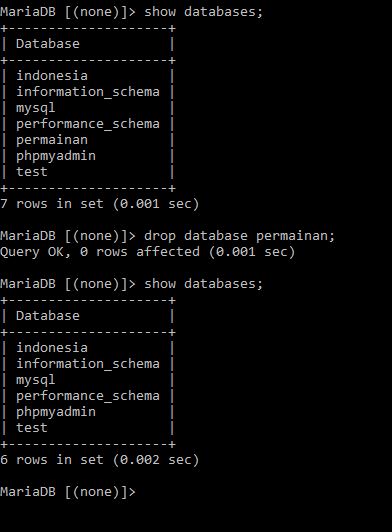 MariaDB [(none)]> show databases;
+--------------------+
| Database           |
+--------------------+
| indonesia          |
| information_schema |
| mysql              |
| performance_schema |
| permainan          |
| phpmyadmin         |
| test               |
+--------------------+
7 rows in set (0.001 sec)
MariaDB [(none)]> drop database permainan;
Query OK, 0 rows affected (0.001 sec)
MariaDB [(none)]> show databases;
+--------------------+
| Database           |
+--------------------+
| indonesia          |
| information_schema |
| mysql              |
| performance_schema |
| phpmyadmin         |
| test               |
+--------------------+
6 rows in set (0.002 sec)
MariaDB [(none)]>